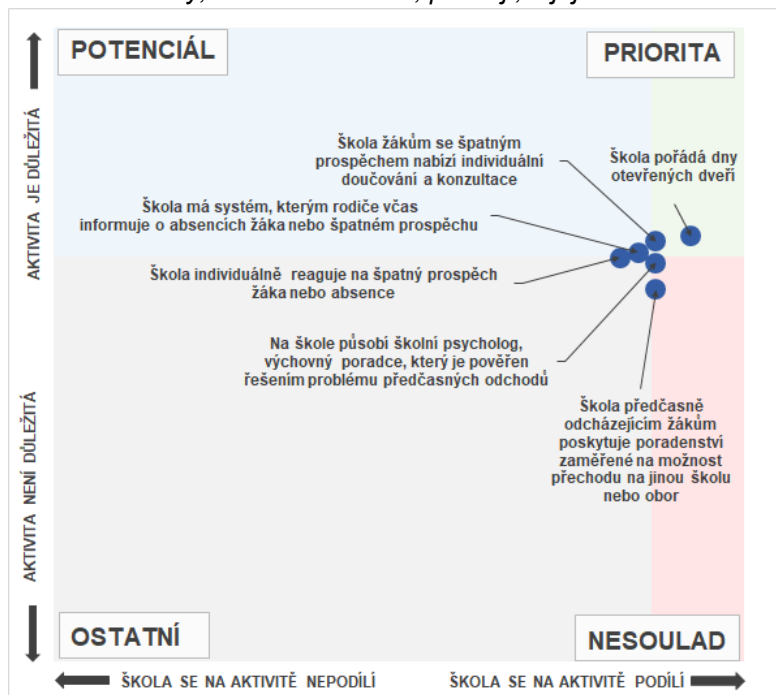 POTENCIÁL
PRIORITA
AKTIVITA JE DŮLEŽITÁ
Škola žákům se špatným
prospěchem nabízí individuální
doučování a konzultace
Škola pořádá dny
otevřených dveří
Škola má systém, kterým rodiče včas
informuje o absencích žáka nebo špatném prospěchu
Škola individuálně reaguje na špatný prospěch
žáka nebo absence
Na škole působí školní psycholog,
výchovný poradce, který je pověřen
řešením problému předčasných odchodů
Škola předčasně
odcházejícím žákům
poskytuje poradenství
zaměřené na možnost
přechodu na jinou školu
nebo obor
AKTIVITA NENÍ DŮLEŽITÁ
OSTATNÍ
NESOULAD
ŠKOLA SE NA AKTIVITĚ NEPODÍLÍ
ŠKOLA SE NA AKTIVITĚ PODÍLÍ